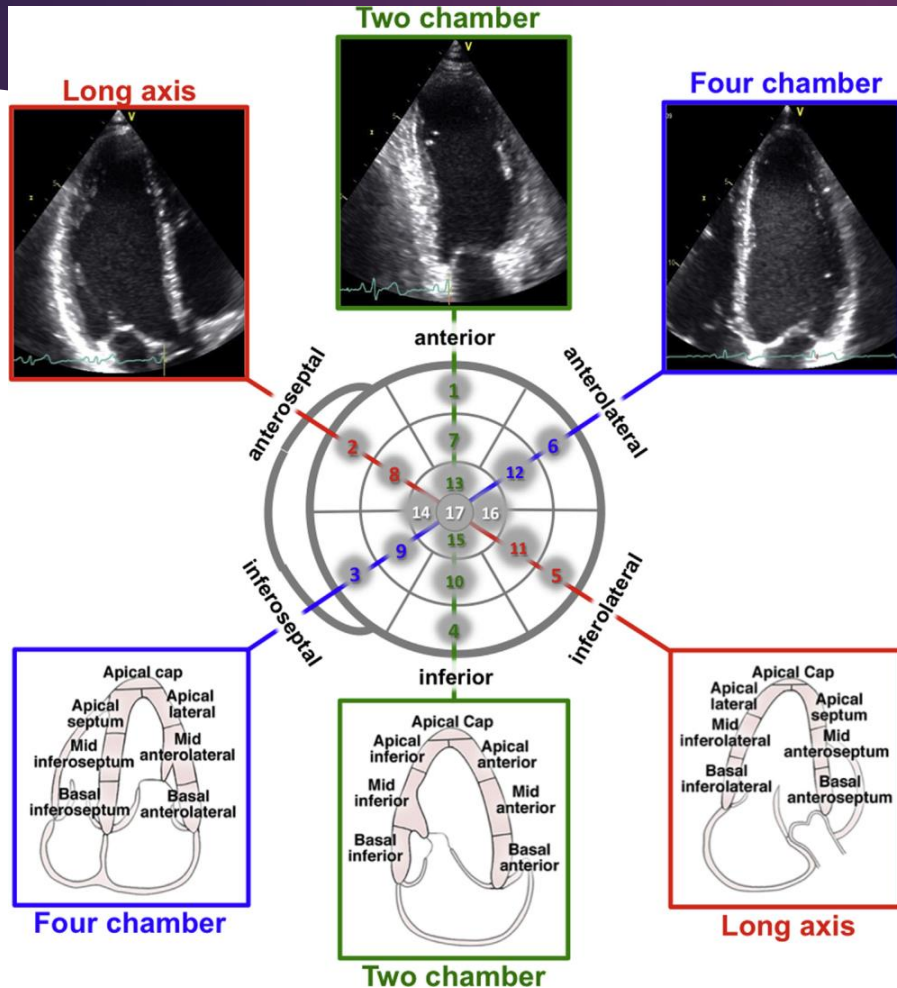 Two chamber
Long axis
Four chamber
V
V
V
5
5
10
anterior
anteroseptal
anterolateral
1
7
2
6
8
12
13
14
17
16
15
9
11
3
10
5
4
inferoseptal
inferolateral
inferior
Apical cap
Apical septum
Apical lateral
Mid inferoseptum
Mid anterolateral
Basal inferoseptum
Basal anterolateral
Four chamber
Apical Cap
Apical inferior
Apical anterior
Mid inferior
Mid anterior
Basal inferior
Basal anterior
Two chamber
Apical Cap
Apical lateral
Apical septum
Mid inferolateral
Mid anteroseptum
Basal inferolateral
Basal anteroseptum
Long axis